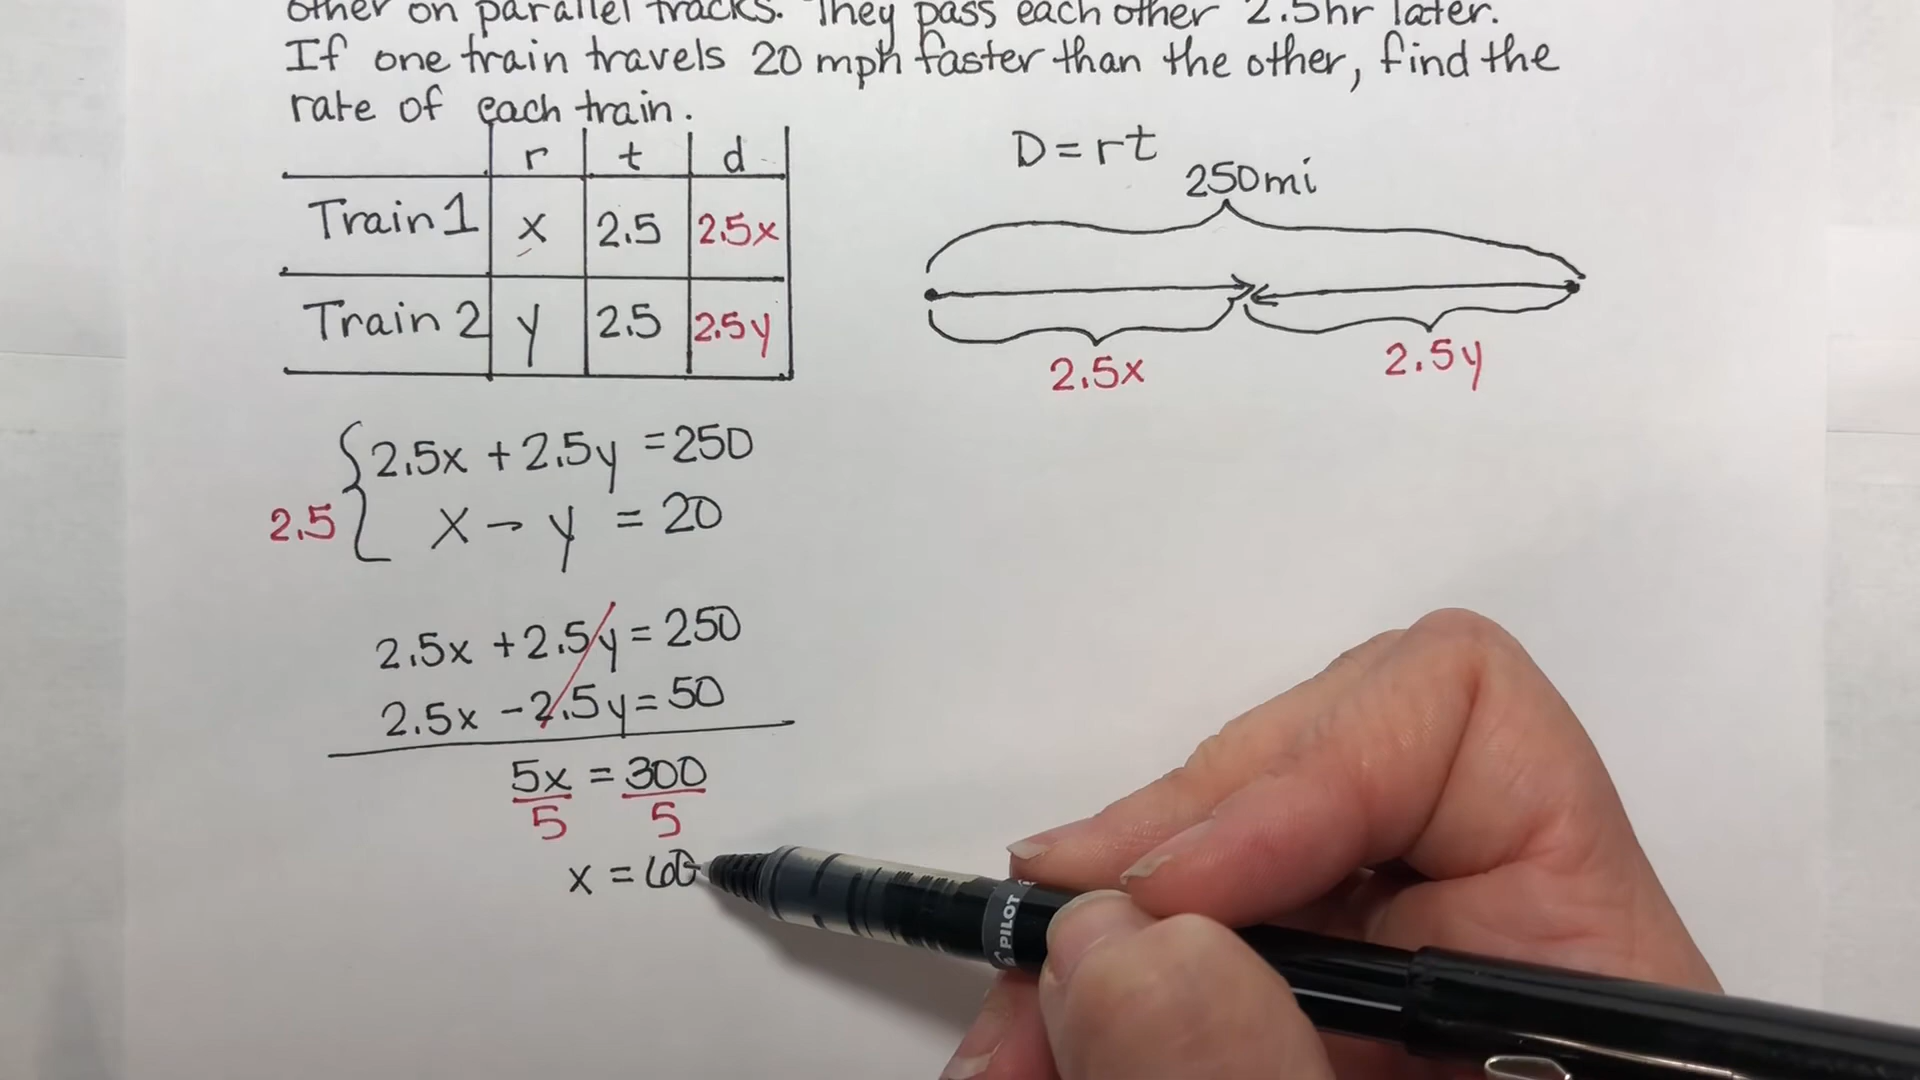 other on parallel tracks. They pass each other 2.5hr later.
If one train travels 20 mph faster than the other, find the
rate of each train.
r t d
Train 1 x 2.5 2.5x
Train 2 y 2.5 2.5y
D = rt
250mi
2.5x 2.5y
2.5x + 2.5y = 250
2.5 x - y = 20
2.5x + 2.5y = 250
2.5x - 2.5y = 50
5x = 300
5 5
x = 60
PILOT